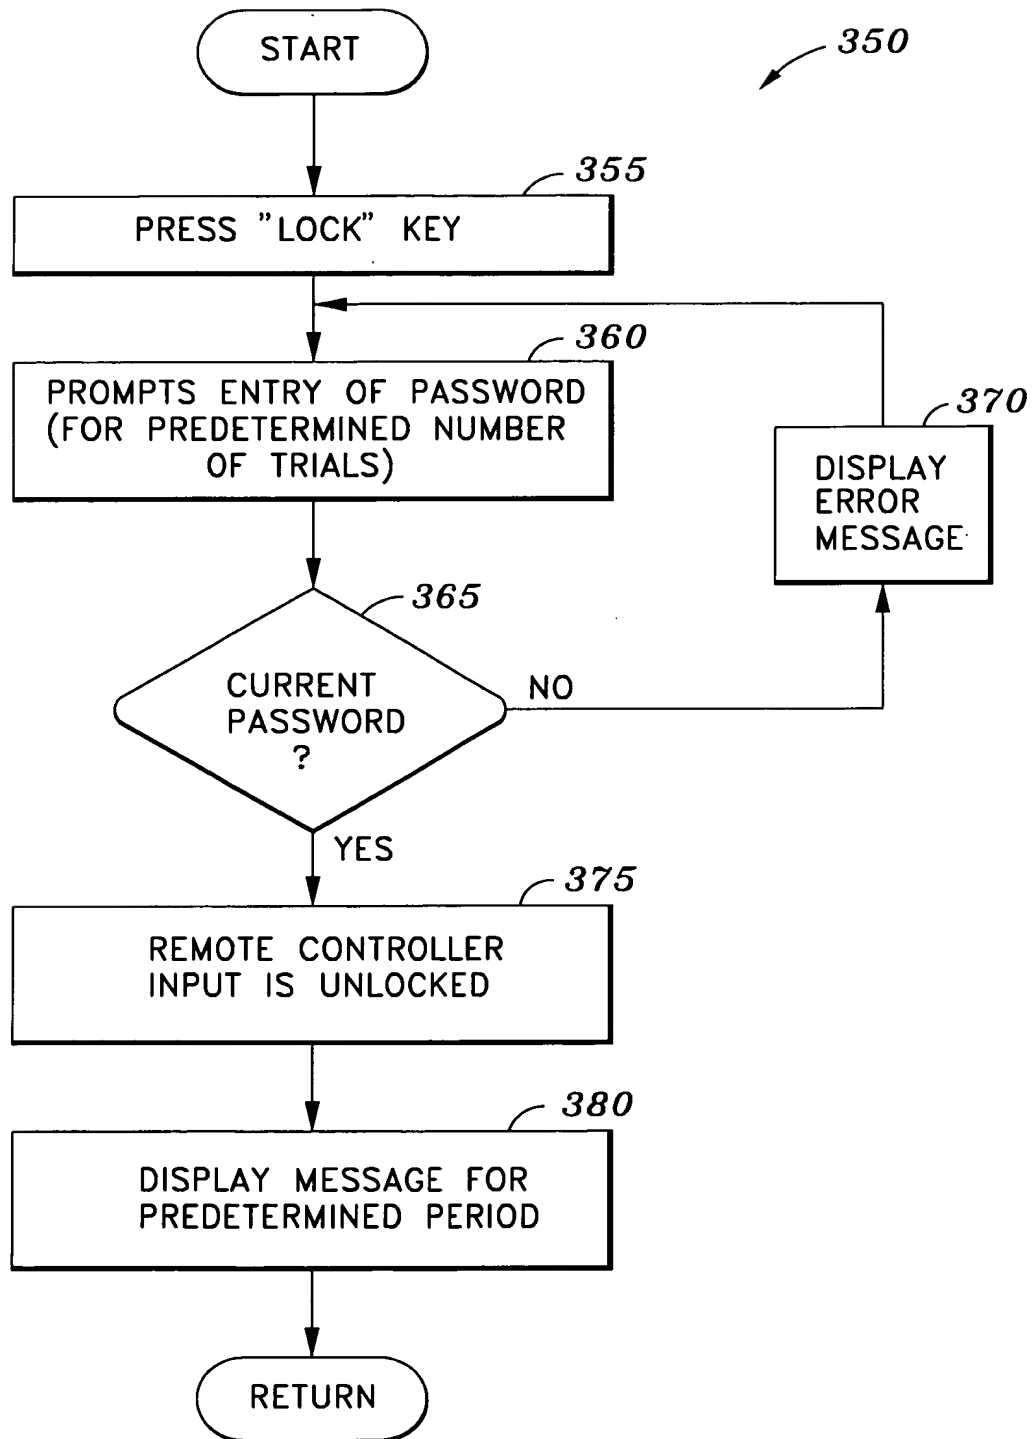 START
350
355
PRESS "LOCK" KEY
360
PROMPTS ENTRY OF PASSWORD
(FOR PREDETERMINED NUMBER
OF TRIALS)
370
DISPLAY
ERROR
MESSAGE
365
CURRENT
PASSWORD
?
NO
YES
375
REMOTE CONTROLLER
INPUT IS UNLOCKED
380
DISPLAY MESSAGE FOR
PREDETERMINED PERIOD
RETURN